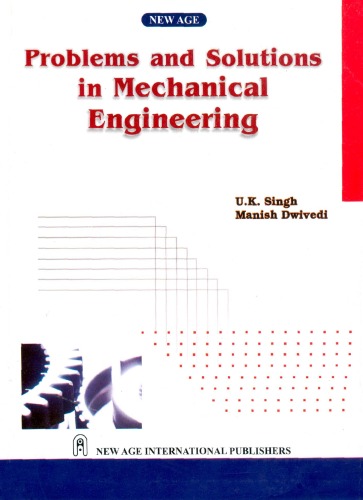 NEW AGE
Problems and Solutions
in Mechanical
Engineering
U.K. Singh
Manish Dwivedi
NEW AGE INTERNATIONAL PUBLISHERS